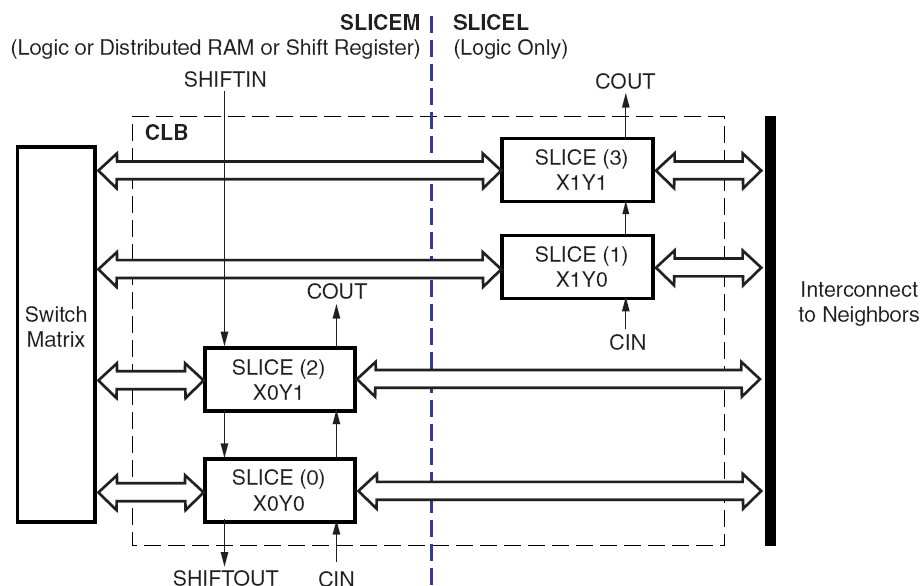 SLICEM
(Logic or Distributed RAM or Shift Register)
SLICEL
(Logic Only)
SHIFTIN
COUT
CLB
SLICE (3)
X1Y1
SLICE (1)
X1Y0
COUT
Switch
Matrix
Interconnect
to Neighbors
CIN
SLICE (2)
X0Y1
SLICE (0)
X0Y0
SHIFTOUT
CIN